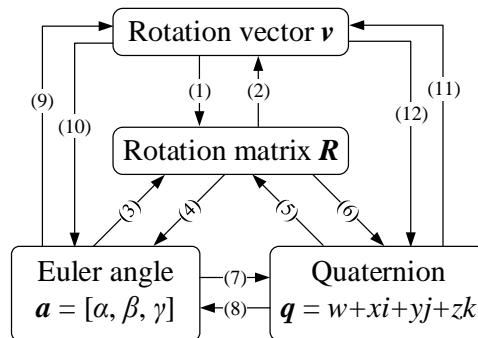 Rotation vector v
(9)
(1)
(2)
(11)
(10)
(12)
Rotation matrix R
(3)
(4)
(5)
(6)
Euler angle
a = [α, β, γ]
(7)
(8)
Quaternion
q = w+xi+yj+zk